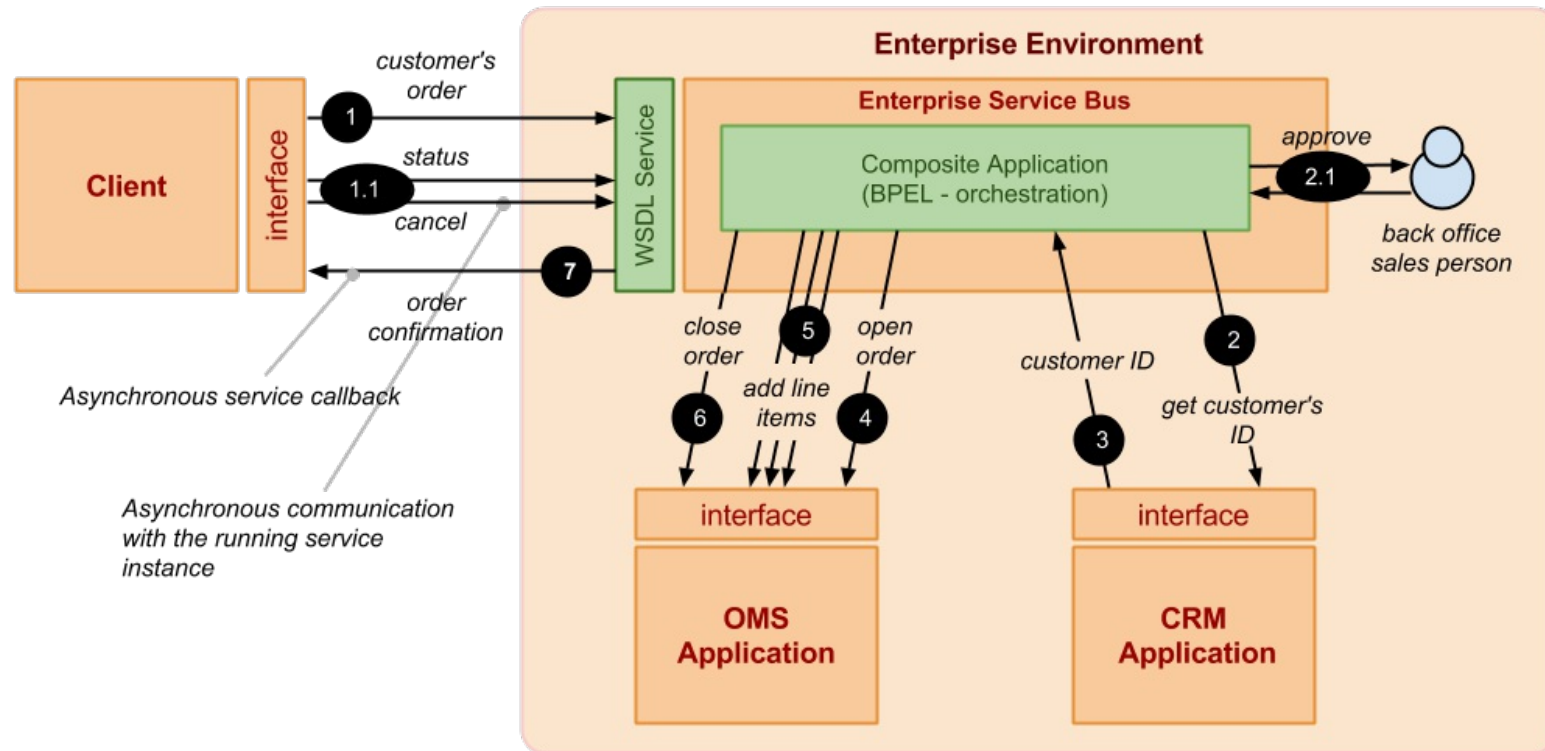 Enterprise Environment
customer's
order
Enterprise Service Bus
1
approve
Client
interface
status
1.1
cancel
WSDL Service
Composite Application
(BPEL - orchestration)
2.1
back office
sales person
7
order
confirmation
close
order
5
open
order
2
customer ID
add line
items
get customer's
ID
Asynchronous service callback
6
4
3
Asynchronous communication
with the running service
instance
interface
interface
OMS
Application
CRM
Application